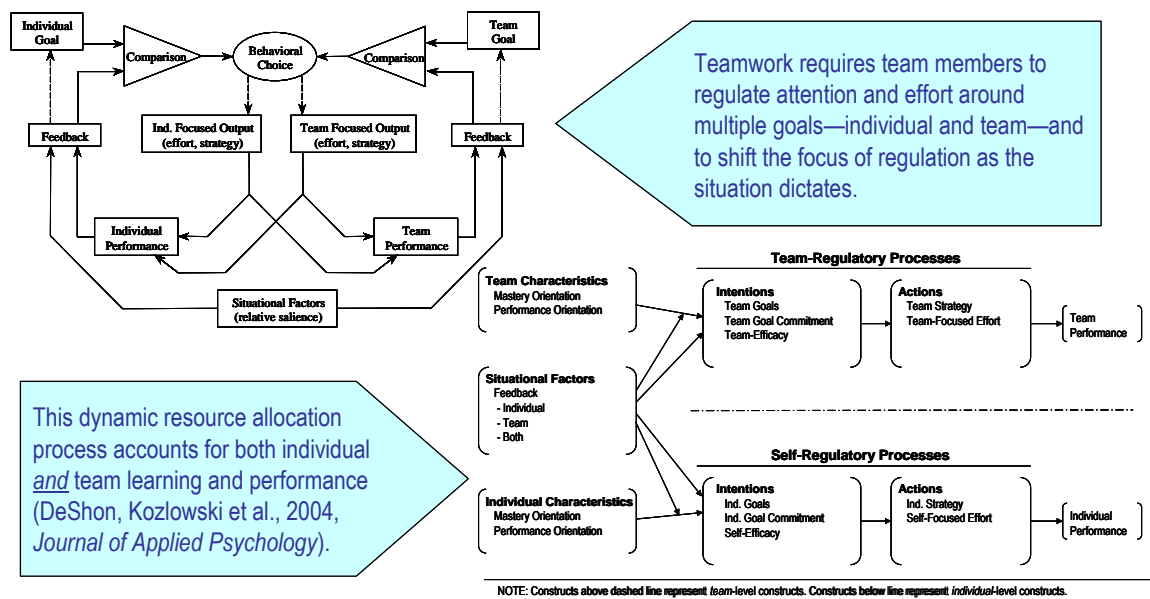 Individual
Goal
Comparison
Behavioral
Choice
Comparison
Team
Goal
Feedback
Ind. Focused Output
(effort, strategy)
Team Focused Output
(effort, strategy)
Feedback
Individual
Performance
Team
Performance
Situational Factors
(relative salience)
Teamwork requires team members to
regulate attention and effort around
multiple goals—individual and team—and
to shift the focus of regulation as the
situation dictates.
This dynamic resource allocation
process accounts for both individual
and team learning and performance
(DeShon, Kozlowski et al., 2004,
Journal of Applied Psychology).
Team-Regulatory Processes
Team Characteristics
Mastery Orientation
Performance Orientation
Intentions
Team Goals
Team Goal Commitment
Team-Efficacy
Actions
Team Strategy
Team-Focused Effort
Team
Performance
Situational Factors
Feedback
- Individual
- Team
- Both
Self-Regulatory Processes
Individual Characteristics
Mastery Orientation
Performance Orientation
Intentions
Ind. Goals
Ind. Goal Commitment
Self-Efficacy
Actions
Ind. Strategy
Self-Focused Effort
Individual
Performance
NOTE: Constructs above dashed line represent team-level constructs. Constructs below line represent individual-level constructs.